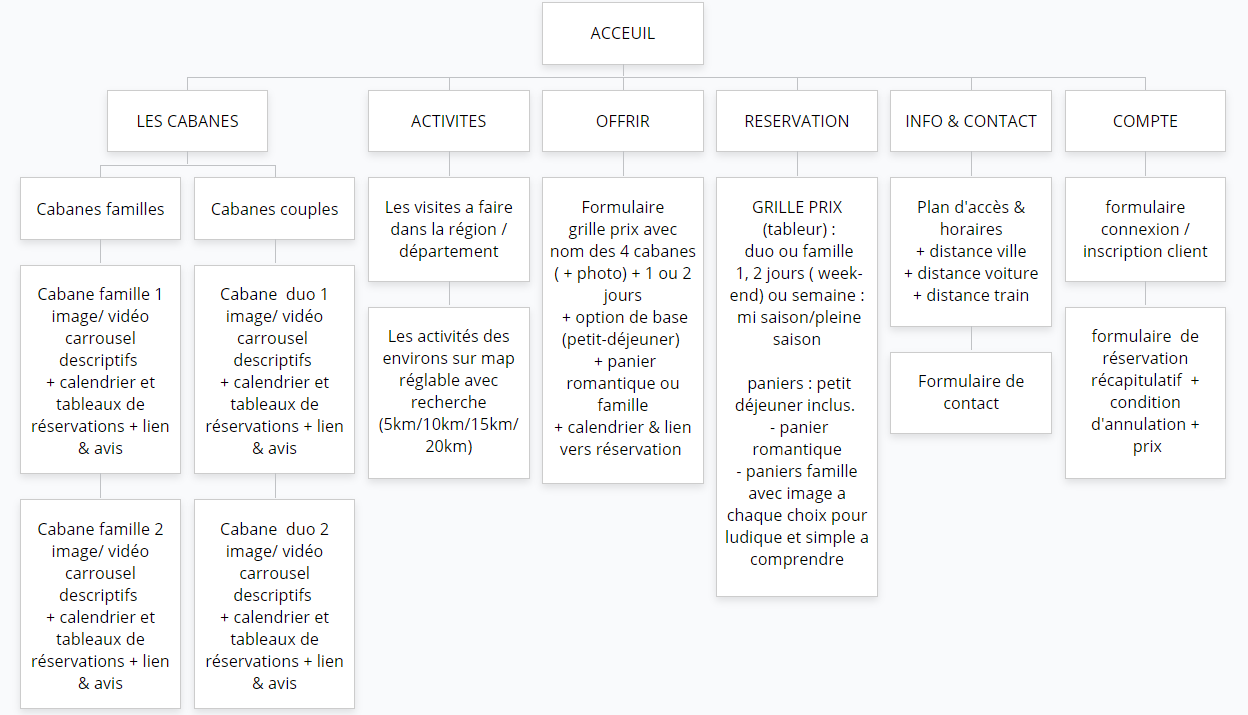 ACCEUIL
LES CABANES
ACTIVITES
OFFRIR
RESERVATION
INFO & CONTACT
COMPTE
Cabanes familles
Cabanes couples
Cabane famille 1
image/ vidéo
carrousel
descriptifs
+ calendrier et
tableaux de
réservations + lien
& avis
Cabane  duo 1
image/ vidéo
carrousel
descriptifs
+ calendrier et
tableaux de
réservations + lien
& avis
Cabane famille 2
image/ vidéo
carrousel
descriptifs
+ calendrier et
tableaux de
réservations + lien
& avis
Cabane  duo 2
image/ vidéo
carrousel
descriptifs
+ calendrier et
tableaux de
réservations + lien
& avis
Les visites a faire
dans la région /
département
Les activités des
environs sur map
réglable avec
recherche
(5km/10km/15km/
20km)
Formulaire
grille prix avec
nom des 4 cabanes
( + photo) + 1 ou 2
jours
+ option de base
(petit-déjeuner)
+ panier
romantique ou
famille
+ calendrier & lien
vers réservation
GRILLE PRIX
(tableur) :
duo ou famille
1, 2 jours ( week-
end) ou semaine :
mi saison/pleine
saison
paniers : petit
déjeuner inclus.
- panier
romantique
- paniers famille
avec image a
chaque choix pour
ludique et simple a
comprendre
Plan d'accès &
horaires
+ distance ville
+ distance voiture
+ distance train
Formulaire de
contact
formulaire
connexion /
inscription client
formulaire  de
réservation
récapitulatif  +
condition
d'annulation +
prix